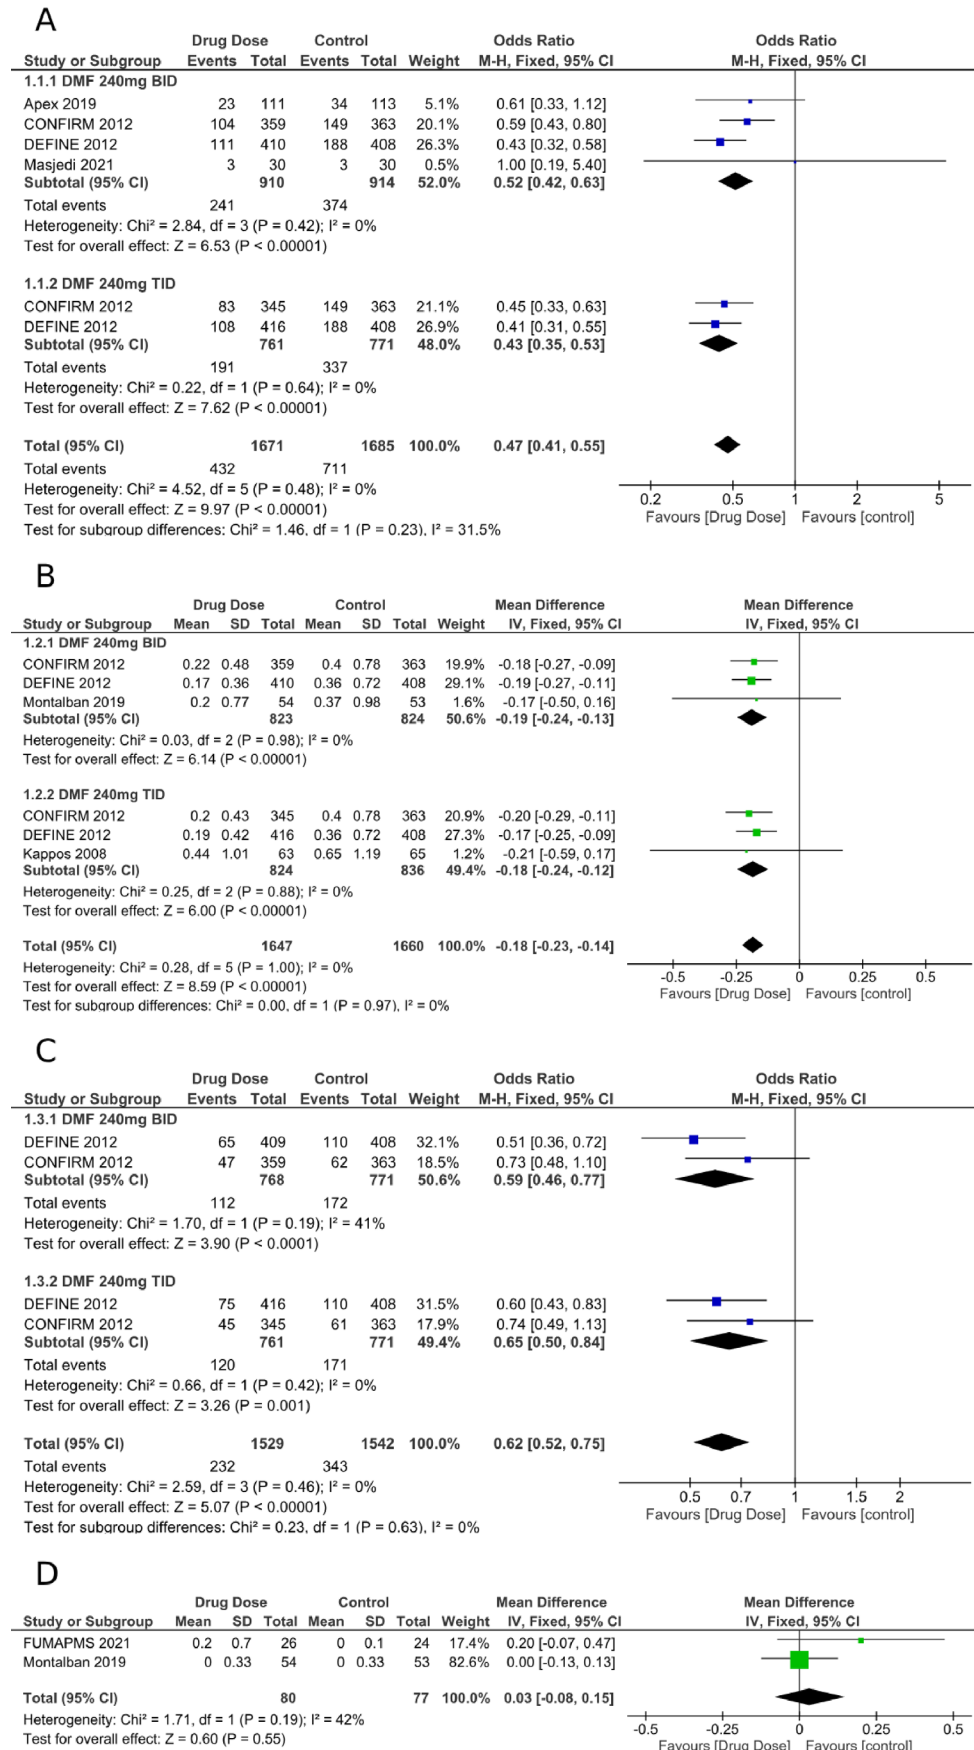 A
Drug Dose Control Odds Ratio Odds Ratio
Study or Subgroup Events Total Events Total Weight M-H, Fixed, 95% CI M-H, Fixed, 95% CI
1.1.1 DMF 240mg BID
Apex 2019 23 111 34 113 5.1% 0.61 [0.33, 1.12]
CONFIRM 2012 104 359 149 363 20.1% 0.59 [0.43, 0.80]
DEFINE 2012 111 410 188 408 26.3% 0.43 [0.32, 0.58]
Masjedi 2021 3 30 3 30 0.5% 1.00 [0.19, 5.40]
Subtotal (95% CI) 910 914 52.0% 0.52 [0.42, 0.63]
Total events 241 374
Heterogeneity: Chi² = 2.84, df = 3 (P = 0.42); I² = 0%
Test for overall effect: Z = 6.53 (P < 0.00001)
1.1.2 DMF 240mg TID
CONFIRM 2012 83 345 149 363 21.1% 0.45 [0.33, 0.63]
DEFINE 2012 108 416 188 408 26.9% 0.41 [0.31, 0.55]
Subtotal (95% CI) 761 771 48.0% 0.43 [0.35, 0.53]
Total events 191 337
Heterogeneity: Chi² = 0.22, df = 1 (P = 0.64); I² = 0%
Test for overall effect: Z = 7.62 (P < 0.00001)
Total (95% CI) 1671 1685 100.0% 0.47 [0.41, 0.55]
Total events 432 711
Heterogeneity: Chi² = 4.52, df = 5 (P = 0.48); I² = 0%
Test for overall effect: Z = 9.97 (P < 0.00001)
Test for subgroup differences: Chi² = 1.46, df = 1 (P = 0.23), I² = 31.5%
0.2 0.5 1 2 5
Favours [Drug Dose] Favours [control]
B
Drug Dose Control Mean Difference Mean Difference
Study or Subgroup Mean SD Total Mean SD Total Weight IV, Fixed, 95% CI IV, Fixed, 95% CI
1.2.1 DMF 240mg BID
CONFIRM 2012 0.22 0.48 359 0.4 0.78 363 19.9% -0.18 [-0.27, -0.09]
DEFINE 2012 0.17 0.36 410 0.36 0.72 408 29.1% -0.19 [-0.27, -0.11]
Montalban 2019 0.2 0.77 54 0.37 0.98 53 1.6% -0.17 [-0.50, 0.16]
Subtotal (95% CI) 823 824 50.6% -0.19 [-0.24, -0.13]
Heterogeneity: Chi² = 0.03, df = 2 (P = 0.98); I² = 0%
Test for overall effect: Z = 6.14 (P < 0.00001)
1.2.2 DMF 240mg TID
CONFIRM 2012 0.2 0.43 345 0.4 0.78 363 20.9% -0.20 [-0.29, -0.11]
DEFINE 2012 0.19 0.42 416 0.36 0.72 408 27.3% -0.17 [-0.25, -0.09]
Kappos 2008 0.44 1.01 63 0.65 1.19 65 1.2% -0.21 [-0.59, 0.17]
Subtotal (95% CI) 824 836 49.4% -0.18 [-0.24, -0.12]
Heterogeneity: Chi² = 0.25, df = 2 (P = 0.88); I² = 0%
Test for overall effect: Z = 6.00 (P < 0.00001)
Total (95% CI) 1647 1660 100.0% -0.18 [-0.23, -0.14]
Heterogeneity: Chi² = 0.28, df = 5 (P = 1.00); I² = 0%
Test for overall effect: Z = 8.59 (P < 0.00001)
Test for subgroup differences: Chi² = 0.00, df = 1 (P = 0.97), I² = 0%
-0.5 -0.25 0 0.25 0.5
Favours [Drug Dose] Favours [control]
C
Drug Dose Control Odds Ratio Odds Ratio
Study or Subgroup Events Total Events Total Weight M-H, Fixed, 95% CI M-H, Fixed, 95% CI
1.3.1 DMF 240mg BID
DEFINE 2012 65 409 110 408 32.1% 0.51 [0.36, 0.72]
CONFIRM 2012 47 359 62 363 18.5% 0.73 [0.48, 1.10]
Subtotal (95% CI) 768 771 50.6% 0.59 [0.46, 0.77]
Total events 112 172
Heterogeneity: Chi² = 1.70, df = 1 (P = 0.19); I² = 41%
Test for overall effect: Z = 3.90 (P < 0.0001)
1.3.2 DMF 240mg TID
DEFINE 2012 75 416 110 408 31.5% 0.60 [0.43, 0.83]
CONFIRM 2012 45 345 61 363 17.9% 0.74 [0.49, 1.13]
Subtotal (95% CI) 761 771 49.4% 0.65 [0.50, 0.84]
Total events 120 171
Heterogeneity: Chi² = 0.66, df = 1 (P = 0.42); I² = 0%
Test for overall effect: Z = 3.26 (P = 0.001)
Total (95% CI) 1529 1542 100.0% 0.62 [0.52, 0.75]
Total events 232 343
Heterogeneity: Chi² = 2.59, df = 3 (P = 0.46); I² = 0%
Test for overall effect: Z = 5.07 (P < 0.00001)
Test for subgroup differences: Chi² = 0.23, df = 1 (P = 0.63), I² = 0%
0.5 0.7 1 1.5 2
Favours [Drug Dose] Favours [control]
D
Drug Dose Control Mean Difference Mean Difference
Study or Subgroup Mean SD Total Mean SD Total Weight IV, Fixed, 95% CI IV, Fixed, 95% CI
FUMAPMS 2021 0.2 0.7 26 0 0.1 24 17.4% 0.20 [-0.07, 0.47]
Montalban 2019 0 0.33 54 0 0.33 53 82.6% 0.00 [-0.13, 0.13]
Total (95% CI) 80 77 100.0% 0.03 [-0.08, 0.15]
Heterogeneity: Chi² = 1.71, df = 1 (P = 0.19); I² = 42%
Test for overall effect: Z = 0.60 (P = 0.55)
-0.5 -0.25 0 0.25 0.5
Favours [Drug Dose] Favours [control]